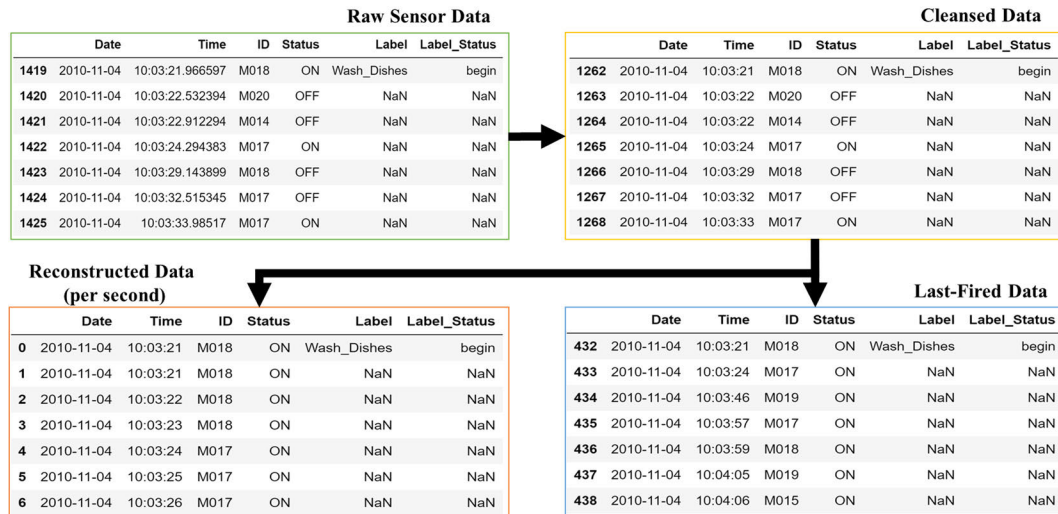 Raw Sensor Data
Date Time ID Status Label Label_Status
1419 2010-11-04 10:03:21.966597 M018 ON Wash_Dishes begin
1420 2010-11-04 10:03:22.532394 M020 OFF NaN NaN
1421 2010-11-04 10:03:22.912294 M014 OFF NaN NaN
1422 2010-11-04 10:03:24.294383 M017 ON NaN NaN
1423 2010-11-04 10:03:29.143899 M018 OFF NaN NaN
1424 2010-11-04 10:03:32.515345 M017 OFF NaN NaN
1425 2010-11-04 10:03:33.98517 M017 ON NaN NaN
Cleansed Data
Date Time ID Status Label Label_Status
1262 2010-11-04 10:03:21 M018 ON Wash_Dishes begin
1263 2010-11-04 10:03:22 M020 OFF NaN NaN
1264 2010-11-04 10:03:22 M014 OFF NaN NaN
1265 2010-11-04 10:03:24 M017 ON NaN NaN
1266 2010-11-04 10:03:29 M018 OFF NaN NaN
1267 2010-11-04 10:03:32 M017 OFF NaN NaN
1268 2010-11-04 10:03:33 M017 ON NaN NaN
Reconstructed Data
(per second)
Date Time ID Status Label Label_Status
0 2010-11-04 10:03:21 M018 ON Wash_Dishes begin
1 2010-11-04 10:03:21 M018 ON NaN NaN
2 2010-11-04 10:03:22 M018 ON NaN NaN
3 2010-11-04 10:03:23 M018 ON NaN NaN
4 2010-11-04 10:03:24 M017 ON NaN NaN
5 2010-11-04 10:03:25 M017 ON NaN NaN
6 2010-11-04 10:03:26 M017 ON NaN NaN
Last-Fired Data
Date Time ID Status Label Label_Status
432 2010-11-04 10:03:21 M018 ON Wash_Dishes begin
433 2010-11-04 10:03:24 M017 ON NaN NaN
434 2010-11-04 10:03:46 M019 ON NaN NaN
435 2010-11-04 10:03:57 M017 ON NaN NaN
436 2010-11-04 10:03:59 M018 ON NaN NaN
437 2010-11-04 10:04:05 M019 ON NaN NaN
438 2010-11-04 10:04:06 M015 ON NaN NaN